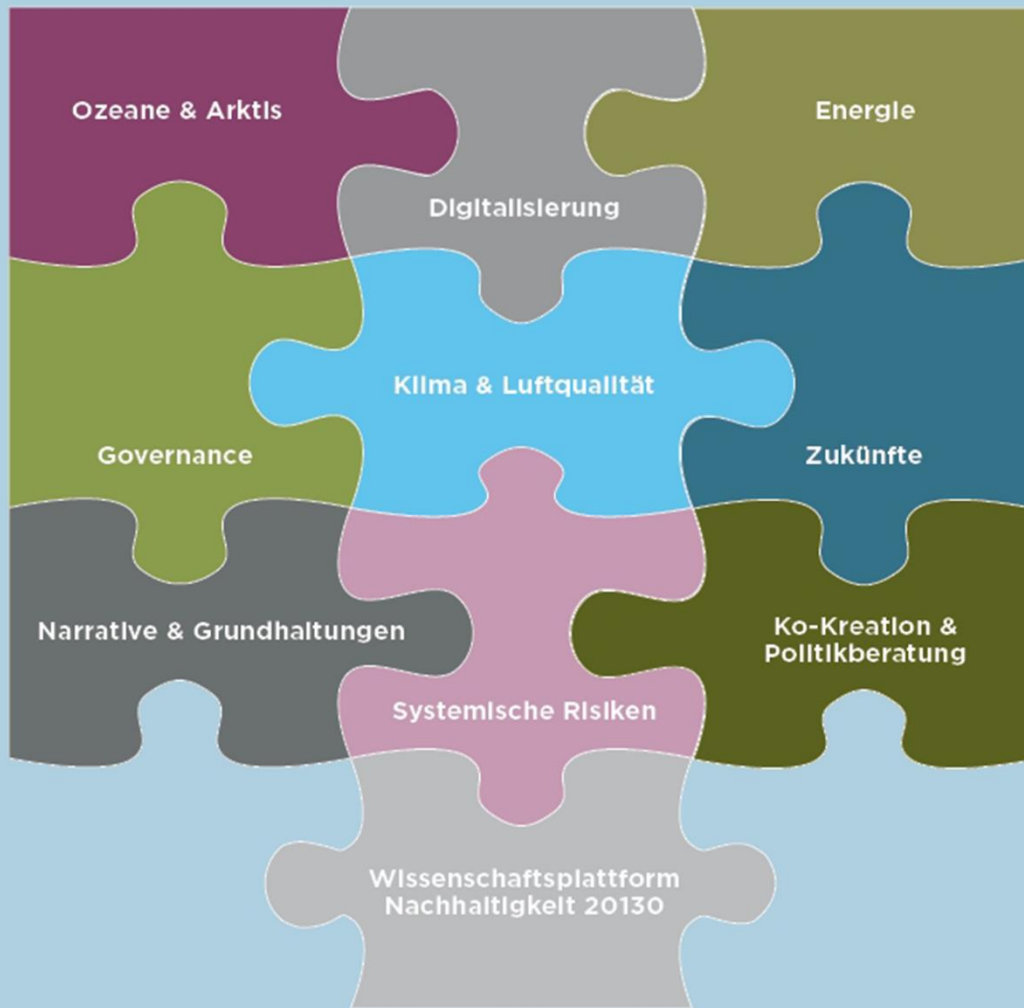 Ozeane & Arktis
Energie
Digitalisierung
Klima & Luftqualität
Governance
Zukünfte
Narrative & Grundhaltungen
Ko-Kreation &
Politikberatung
Systemische Risiken
Wissenschaftsplattform
Nachhaltigkeit 20130